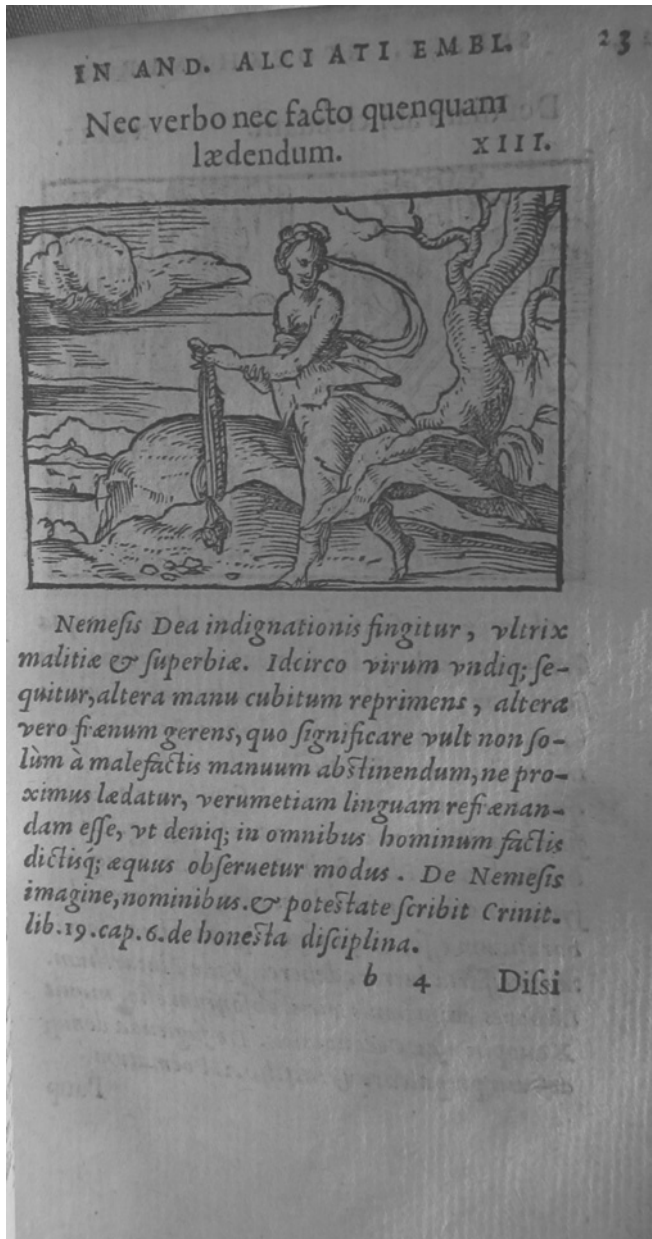 IN AND. ALCIATI EMBL. 23
Nec verbo nec facto quenquam
lædendum. XIII.
Nemeſis Dea indignationis fingitur, vltrix
malitiæ & ſuperbiæ. Idcirco virum vndiq; ſe-
quitur, altera manu cubitum reprimens, altera
vero frænum gerens, quo ſignificare vult non ſo-
lùm à malefactis manuum abſtinendum, ne pro-
ximus lædatur, verumetiam linguam refrænan-
dam eſſe, vt deniq; in omnibus hominum factis
dictisq́; æquus obſeruetur modus. De Nemeſis
imagine, nominibus. & poteſtate ſcribit Crinit.
lib. 19. cap. 6. de honeſta diſciplina.
b 4 Diſsi